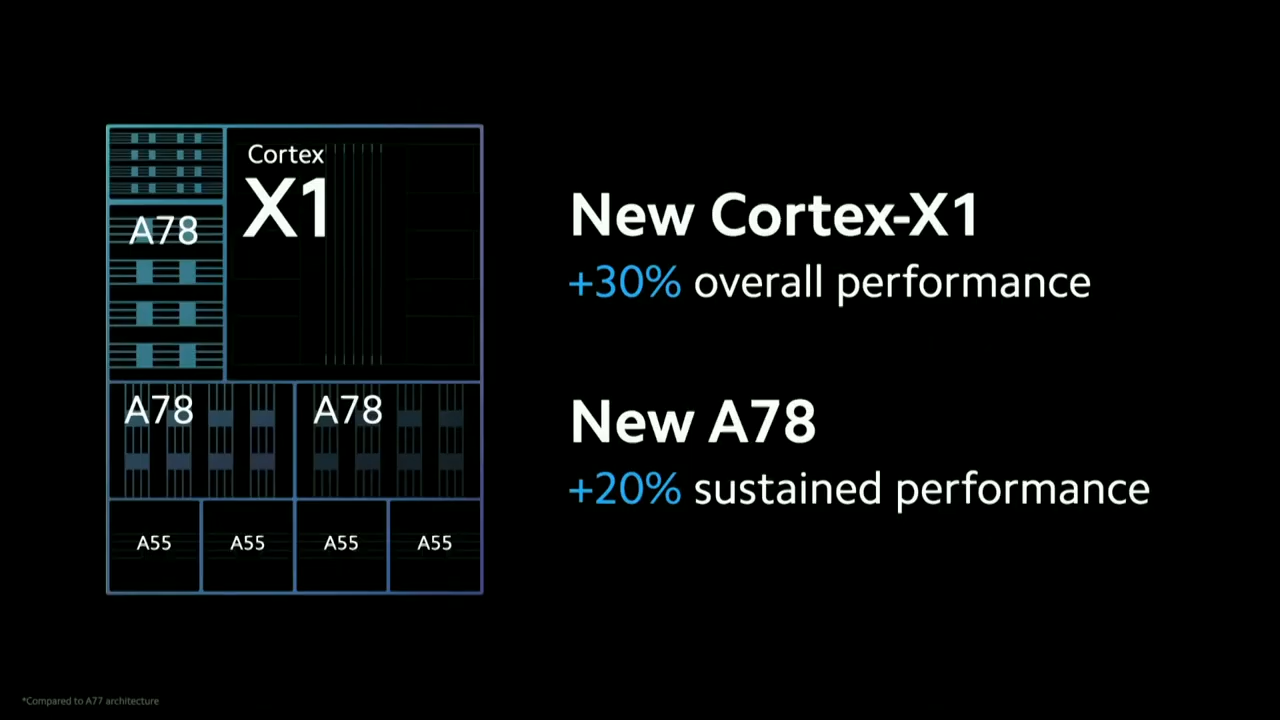 Cortex
X1
A78
A78
A78
A55
A55
A55
A55
New Cortex-X1
+30% overall performance
New A78
+20% sustained performance
*Compared to A77 architecture